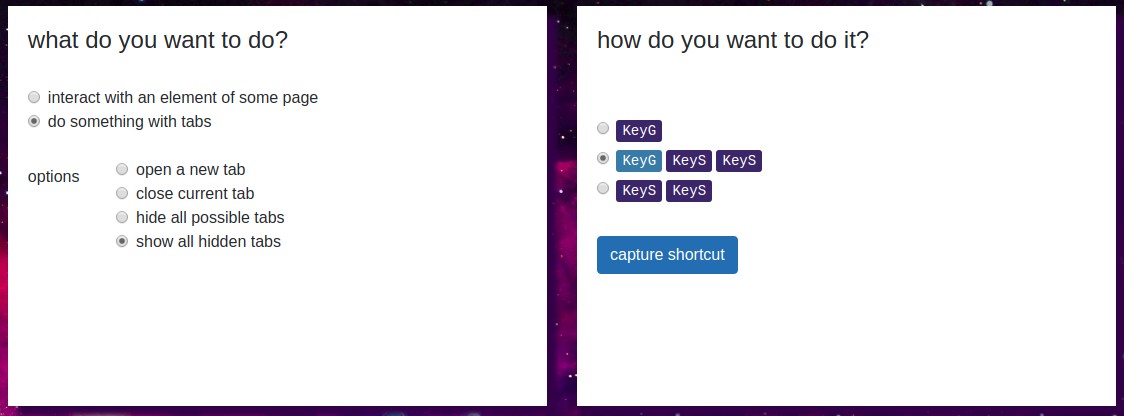 what do you want to do?
interact with an element of some page
do something with tabs
options
open a new tab
close current tab
hide all possible tabs
show all hidden tabs
how do you want to do it?
KeyG
KeyG KeyS KeyS
KeyS KeyS
capture shortcut